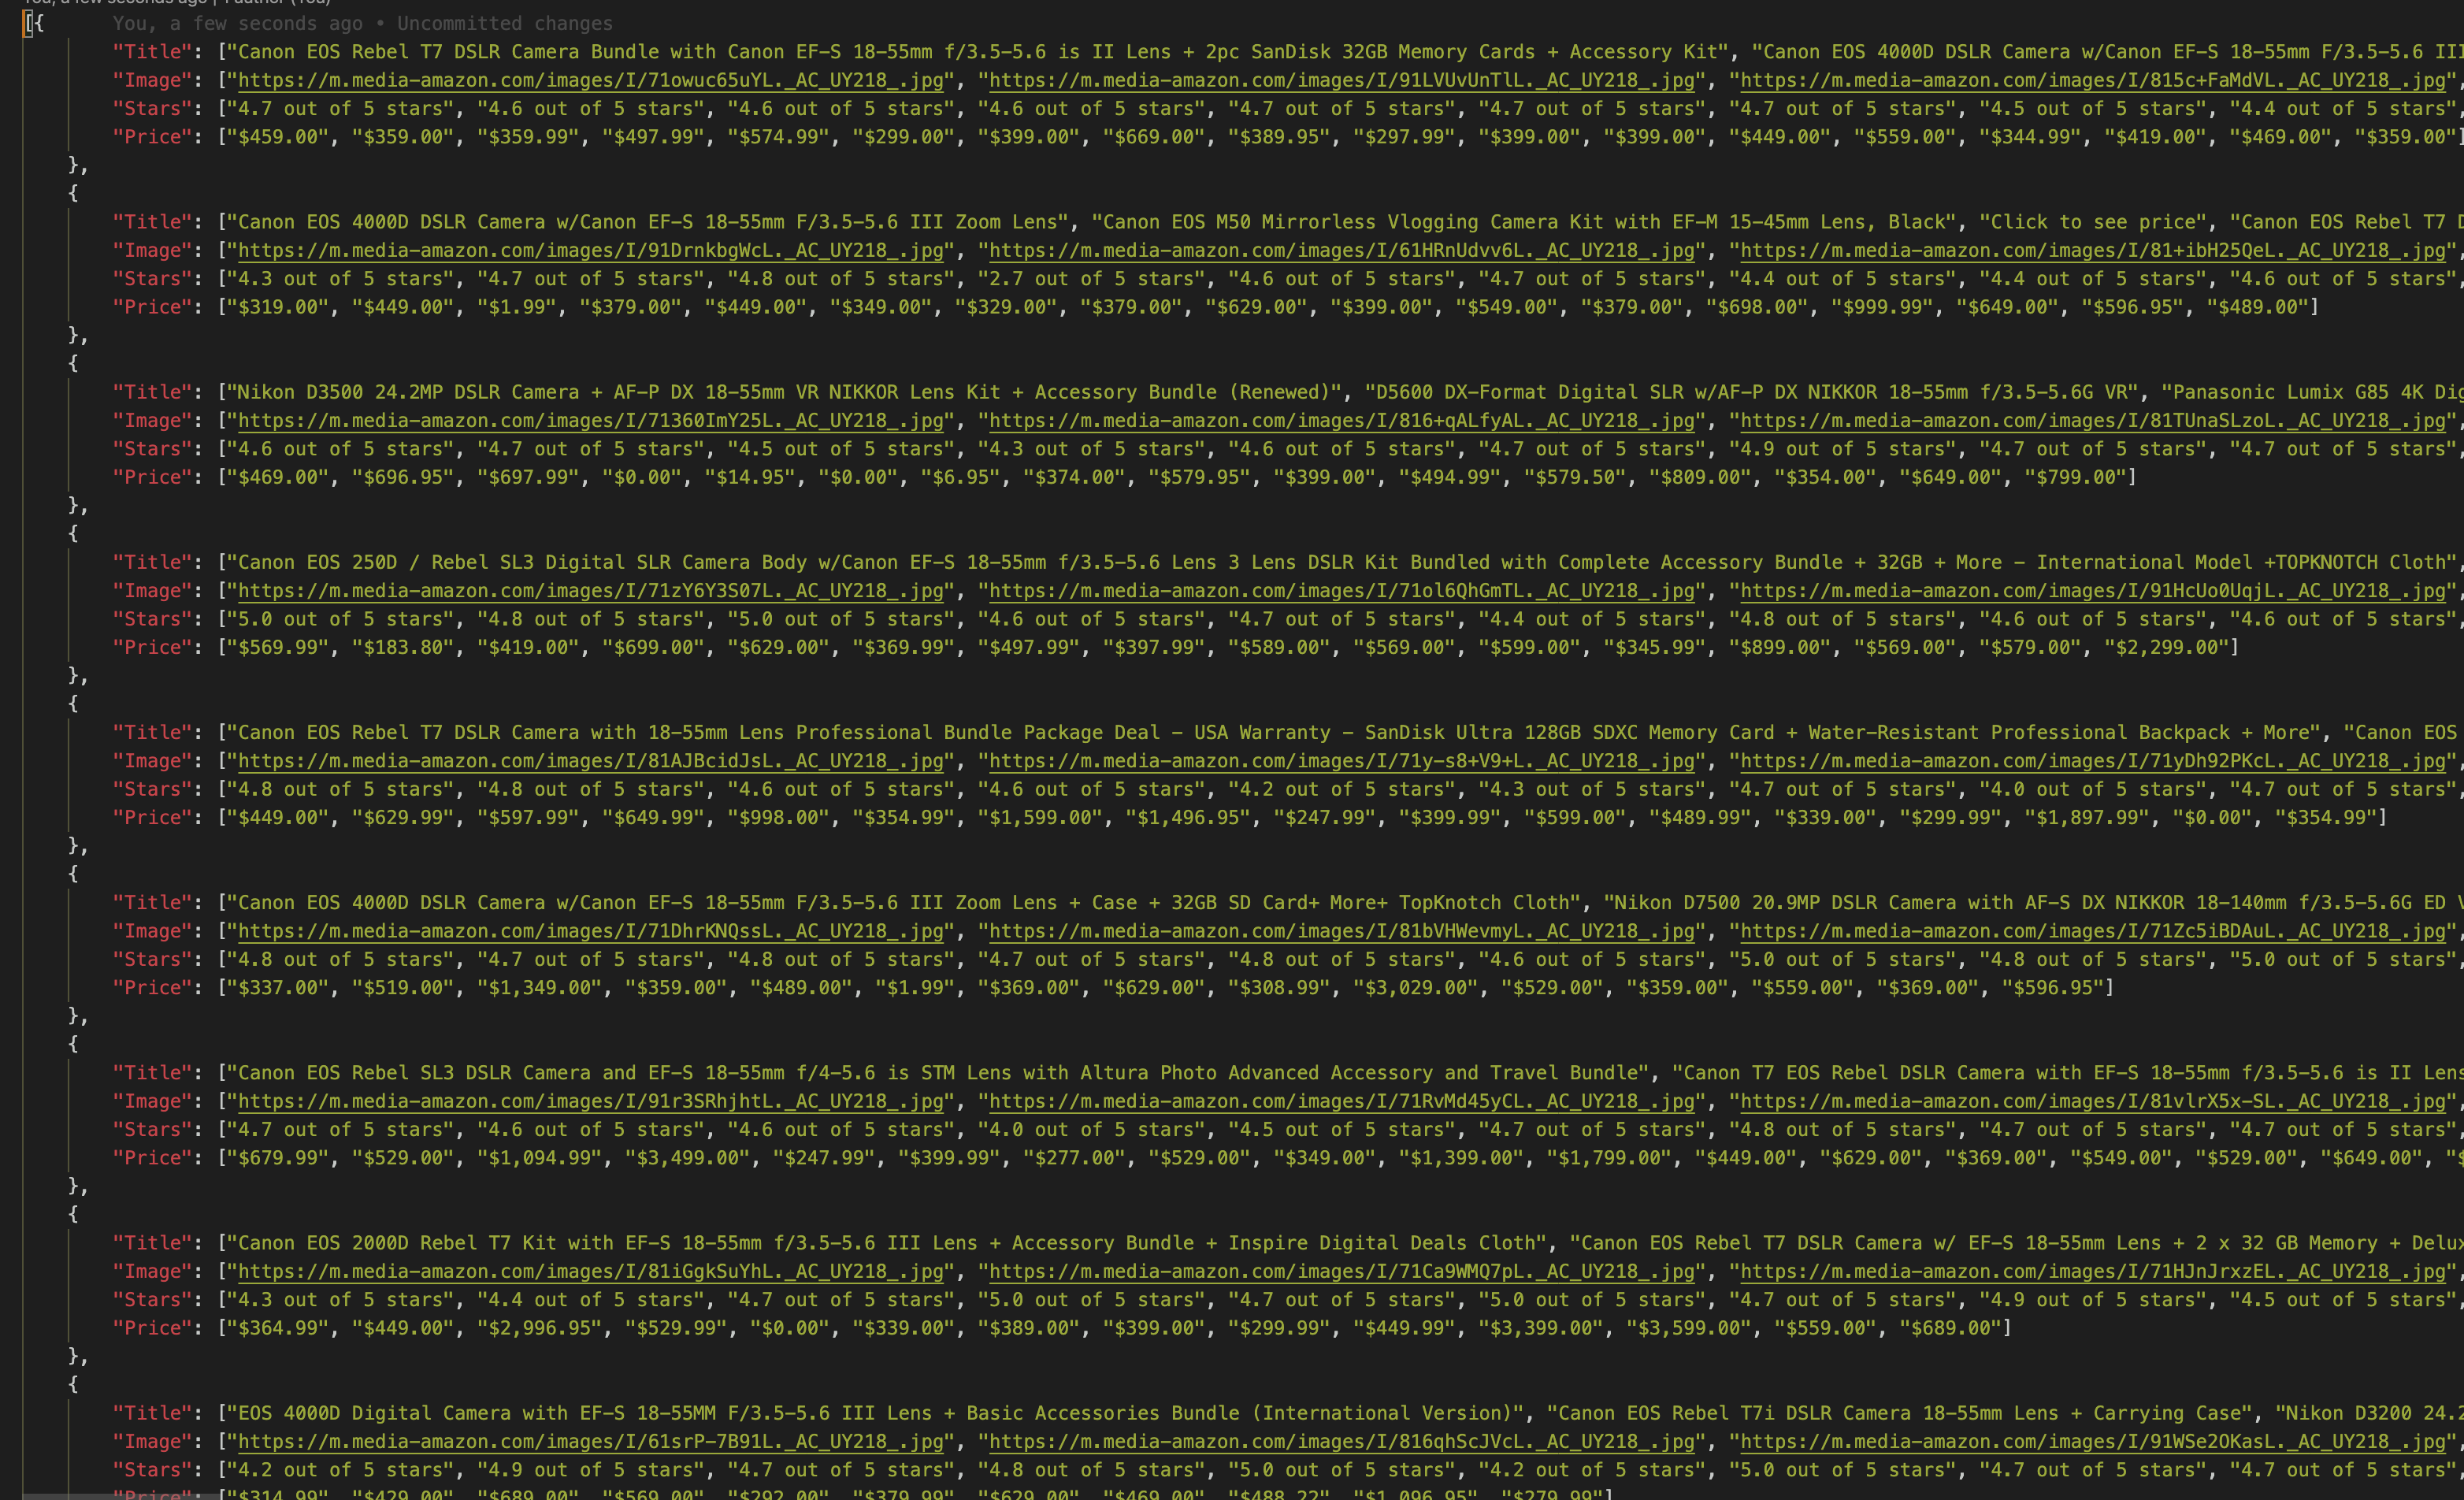 [{ You, a few seconds ago • Uncommitted changes
"Title": ["Canon EOS Rebel T7 DSLR Camera Bundle with Canon EF-S 18-55mm f/3.5-5.6 is II Lens + 2pc SanDisk 32GB Memory Cards + Accessory Kit", "Canon EOS 4000D DSLR Camera w/Canon EF-S 18-55mm F/3.5-5.6 III
"Image": ["https://m.media-amazon.com/images/I/71owuc65uYL._AC_UY218_.jpg", "https://m.media-amazon.com/images/I/91LVUvUnTlL._AC_UY218_.jpg", "https://m.media-amazon.com/images/I/815c+FaMdVL._AC_UY218_.jpg",
"Stars": ["4.7 out of 5 stars", "4.6 out of 5 stars", "4.6 out of 5 stars", "4.6 out of 5 stars", "4.7 out of 5 stars", "4.7 out of 5 stars", "4.7 out of 5 stars", "4.5 out of 5 stars", "4.4 out of 5 stars",
"Price": ["$459.00", "$359.00", "$359.99", "$497.99", "$574.99", "$299.00", "$399.00", "$669.00", "$389.95", "$297.99", "$399.00", "$399.00", "$449.00", "$559.00", "$344.99", "$419.00", "$469.00", "$359.00"]
},
{
"Title": ["Canon EOS 4000D DSLR Camera w/Canon EF-S 18-55mm F/3.5-5.6 III Zoom Lens", "Canon EOS M50 Mirrorless Vlogging Camera Kit with EF-M 15-45mm Lens, Black", "Click to see price", "Canon EOS Rebel T7 D
"Image": ["https://m.media-amazon.com/images/I/91DrnkbgWcL._AC_UY218_.jpg", "https://m.media-amazon.com/images/I/61HRnUdvv6L._AC_UY218_.jpg", "https://m.media-amazon.com/images/I/81+ibH25QeL._AC_UY218_.jpg",
"Stars": ["4.3 out of 5 stars", "4.7 out of 5 stars", "4.8 out of 5 stars", "2.7 out of 5 stars", "4.6 out of 5 stars", "4.7 out of 5 stars", "4.4 out of 5 stars", "4.4 out of 5 stars", "4.6 out of 5 stars",
"Price": ["$319.00", "$449.00", "$1.99", "$379.00", "$449.00", "$349.00", "$329.00", "$379.00", "$629.00", "$399.00", "$549.00", "$379.00", "$698.00", "$999.99", "$649.00", "$596.95", "$489.00"]
},
{
"Title": ["Nikon D3500 24.2MP DSLR Camera + AF-P DX 18-55mm VR NIKKOR Lens Kit + Accessory Bundle (Renewed)", "D5600 DX-Format Digital SLR w/AF-P DX NIKKOR 18-55mm f/3.5-5.6G VR", "Panasonic Lumix G85 4K Dig
"Image": ["https://m.media-amazon.com/images/I/71360ImY25L._AC_UY218_.jpg", "https://m.media-amazon.com/images/I/816+qALfyAL._AC_UY218_.jpg", "https://m.media-amazon.com/images/I/81TUnaSLzoL._AC_UY218_.jpg",
"Stars": ["4.6 out of 5 stars", "4.7 out of 5 stars", "4.5 out of 5 stars", "4.3 out of 5 stars", "4.6 out of 5 stars", "4.7 out of 5 stars", "4.9 out of 5 stars", "4.7 out of 5 stars", "4.7 out of 5 stars",
"Price": ["$469.00", "$696.95", "$697.99", "$0.00", "$14.95", "$0.00", "$6.95", "$374.00", "$579.95", "$399.00", "$494.99", "$579.50", "$809.00", "$354.00", "$649.00", "$799.00"]
},
{
"Title": ["Canon EOS 250D / Rebel SL3 Digital SLR Camera Body w/Canon EF-S 18-55mm f/3.5-5.6 Lens 3 Lens DSLR Kit Bundled with Complete Accessory Bundle + 32GB + More - International Model +TOPKNOTCH Cloth",
"Image": ["https://m.media-amazon.com/images/I/71zY6Y3S07L._AC_UY218_.jpg", "https://m.media-amazon.com/images/I/71ol6QhGmTL._AC_UY218_.jpg", "https://m.media-amazon.com/images/I/91HcUo0UqjL._AC_UY218_.jpg",
"Stars": ["5.0 out of 5 stars", "4.8 out of 5 stars", "5.0 out of 5 stars", "4.6 out of 5 stars", "4.7 out of 5 stars", "4.4 out of 5 stars", "4.8 out of 5 stars", "4.6 out of 5 stars", "4.6 out of 5 stars",
"Price": ["$569.99", "$183.80", "$419.00", "$699.00", "$629.00", "$369.99", "$497.99", "$397.99", "$589.00", "$569.00", "$599.00", "$345.99", "$899.00", "$569.00", "$579.00", "$2,299.00"]
},
{
"Title": ["Canon EOS Rebel T7 DSLR Camera with 18-55mm Lens Professional Bundle Package Deal - USA Warranty - SanDisk Ultra 128GB SDXC Memory Card + Water-Resistant Professional Backpack + More", "Canon EOS
"Image": ["https://m.media-amazon.com/images/I/81AJBcidJsL._AC_UY218_.jpg", "https://m.media-amazon.com/images/I/71y-s8+V9+L._AC_UY218_.jpg", "https://m.media-amazon.com/images/I/71yDh92PKcL._AC_UY218_.jpg",
"Stars": ["4.8 out of 5 stars", "4.8 out of 5 stars", "4.6 out of 5 stars", "4.6 out of 5 stars", "4.2 out of 5 stars", "4.3 out of 5 stars", "4.7 out of 5 stars", "4.0 out of 5 stars", "4.7 out of 5 stars",
"Price": ["$449.00", "$629.99", "$597.99", "$649.99", "$998.00", "$354.99", "$1,599.00", "$1,496.95", "$247.99", "$399.99", "$599.00", "$489.99", "$339.00", "$299.99", "$1,897.99", "$0.00", "$354.99"]
},
{
"Title": ["Canon EOS 4000D DSLR Camera w/Canon EF-S 18-55mm F/3.5-5.6 III Zoom Lens + Case + 32GB SD Card+ More+ TopKnotch Cloth", "Nikon D7500 20.9MP DSLR Camera with AF-S DX NIKKOR 18-140mm f/3.5-5.6G ED V
"Image": ["https://m.media-amazon.com/images/I/71DhrKNQssL._AC_UY218_.jpg", "https://m.media-amazon.com/images/I/81bVHWevmyL._AC_UY218_.jpg", "https://m.media-amazon.com/images/I/71Zc5iBDAuL._AC_UY218_.jpg",
"Stars": ["4.8 out of 5 stars", "4.7 out of 5 stars", "4.8 out of 5 stars", "4.7 out of 5 stars", "4.8 out of 5 stars", "4.6 out of 5 stars", "5.0 out of 5 stars", "4.8 out of 5 stars", "5.0 out of 5 stars",
"Price": ["$337.00", "$519.00", "$1,349.00", "$359.00", "$489.00", "$1.99", "$369.00", "$629.00", "$308.99", "$3,029.00", "$529.00", "$359.00", "$559.00", "$369.00", "$596.95"]
},
{
"Title": ["Canon EOS Rebel SL3 DSLR Camera and EF-S 18-55mm f/4-5.6 is STM Lens with Altura Photo Advanced Accessory and Travel Bundle", "Canon T7 EOS Rebel DSLR Camera with EF-S 18-55mm f/3.5-5.6 is II Lens
"Image": ["https://m.media-amazon.com/images/I/91r3SRhjhtL._AC_UY218_.jpg", "https://m.media-amazon.com/images/I/71RvMd45yCL._AC_UY218_.jpg", "https://m.media-amazon.com/images/I/81vlrX5x-SL._AC_UY218_.jpg",
"Stars": ["4.7 out of 5 stars", "4.6 out of 5 stars", "4.6 out of 5 stars", "4.0 out of 5 stars", "4.5 out of 5 stars", "4.7 out of 5 stars", "4.8 out of 5 stars", "4.7 out of 5 stars", "4.7 out of 5 stars",
"Price": ["$679.99", "$529.00", "$1,094.99", "$3,499.00", "$247.99", "$399.99", "$277.00", "$529.00", "$349.00", "$1,399.00", "$1,799.00", "$449.00", "$629.00", "$369.00", "$549.00", "$529.00", "$649.00", "$
},
{
"Title": ["Canon EOS 2000D Rebel T7 Kit with EF-S 18-55mm f/3.5-5.6 III Lens + Accessory Bundle + Inspire Digital Deals Cloth", "Canon EOS Rebel T7 DSLR Camera w/ EF-S 18-55mm Lens + 2 x 32 GB Memory + Delux
"Image": ["https://m.media-amazon.com/images/I/81iGgkSuYhL._AC_UY218_.jpg", "https://m.media-amazon.com/images/I/71Ca9WMQ7pL._AC_UY218_.jpg", "https://m.media-amazon.com/images/I/71HJnJrxzEL._AC_UY218_.jpg",
"Stars": ["4.3 out of 5 stars", "4.4 out of 5 stars", "4.7 out of 5 stars", "5.0 out of 5 stars", "4.7 out of 5 stars", "5.0 out of 5 stars", "4.7 out of 5 stars", "4.9 out of 5 stars", "4.5 out of 5 stars",
"Price": ["$364.99", "$449.00", "$2,996.95", "$529.99", "$0.00", "$339.00", "$389.00", "$399.00", "$299.99", "$449.99", "$3,399.00", "$3,599.00", "$559.00", "$689.00"]
},
{
"Title": ["EOS 4000D Digital Camera with EF-S 18-55MM F/3.5-5.6 III Lens + Basic Accessories Bundle (International Version)", "Canon EOS Rebel T7i DSLR Camera 18-55mm Lens + Carrying Case", "Nikon D3200 24.2
"Image": ["https://m.media-amazon.com/images/I/61srP-7B91L._AC_UY218_.jpg", "https://m.media-amazon.com/images/I/816qhScJVcL._AC_UY218_.jpg", "https://m.media-amazon.com/images/I/91WSe2OKasL._AC_UY218_.jpg",
"Stars": ["4.2 out of 5 stars", "4.9 out of 5 stars", "4.7 out of 5 stars", "4.8 out of 5 stars", "5.0 out of 5 stars", "4.2 out of 5 stars", "5.0 out of 5 stars", "4.7 out of 5 stars", "4.7 out of 5 stars",
"Price": ["$314.99", "$429.00", "$689.00", "$569.00", "$292.00", "$379.99", "$629.00", "$469.00", "$488.22", "$1,096.95", "$279.99"]